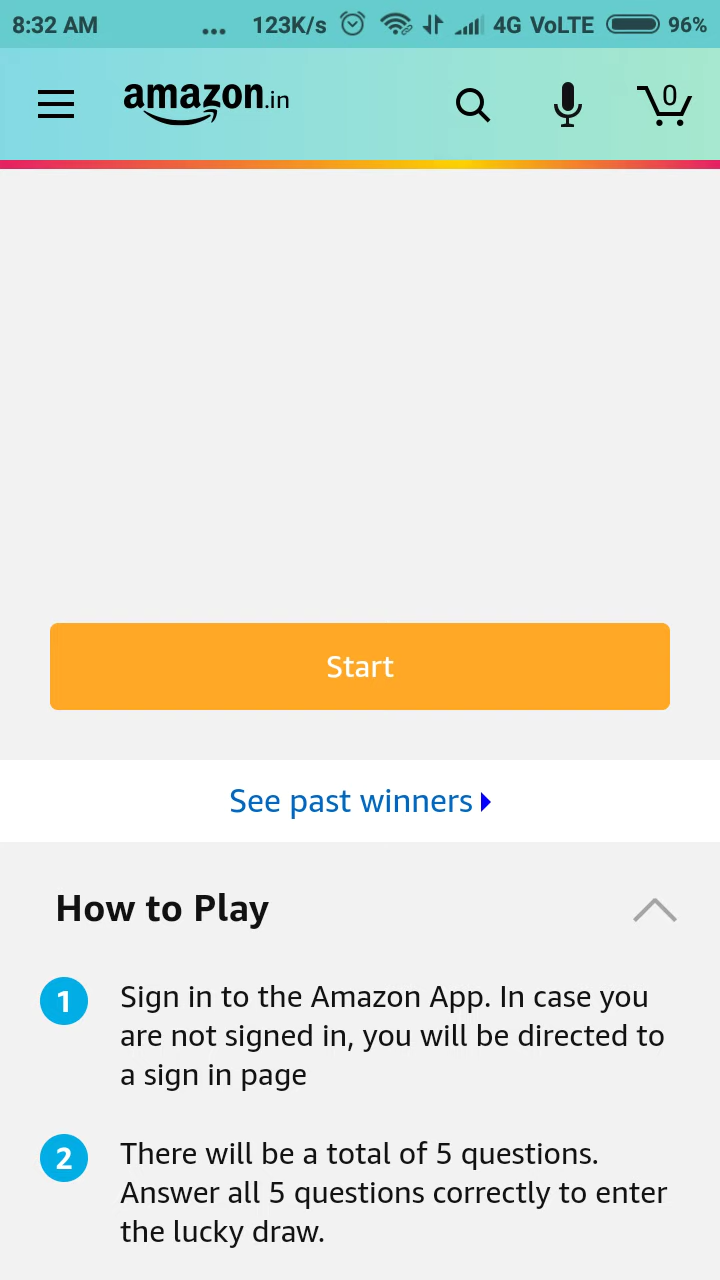 8:32 AM ... 123K/s 4G VoLTE 96%
amazon.in
0
Start
See past winners
How to Play
1 Sign in to the Amazon App. In case you
are not signed in, you will be directed to
a sign in page
2 There will be a total of 5 questions.
Answer all 5 questions correctly to enter
the lucky draw.